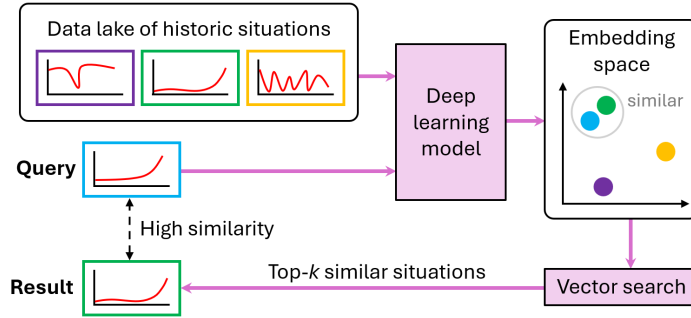 Data lake of historic situations
Embedding
space
similar
Deep
learning
model
Query
High similarity
Result
Top-k similar situations
Vector search